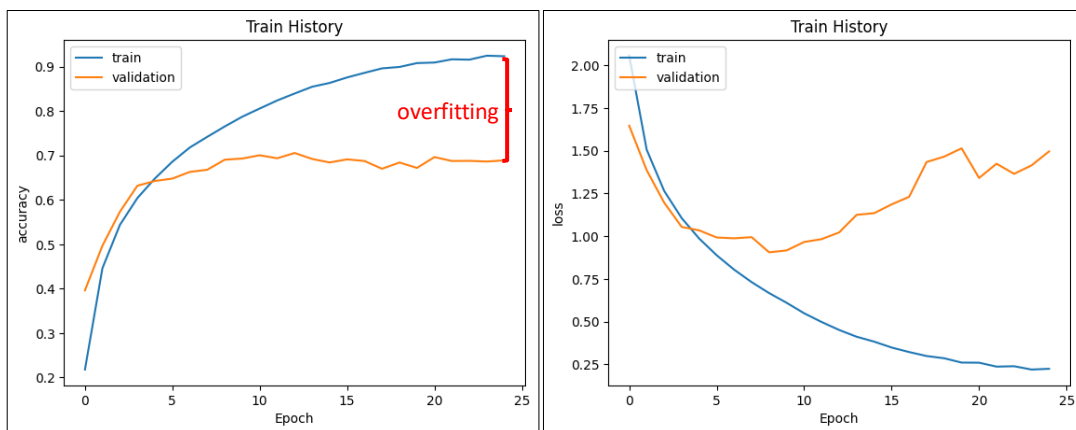 Train History
train
validation
0.9
0.8
0.7
0.6
0.5
0.4
0.3
0.2
accuracy
overfitting
0
5
10
15
20
25
Epoch
Train History
train
validation
2.00
1.75
1.50
1.25
1.00
0.75
0.50
0.25
loss
0
5
10
15
20
25
Epoch